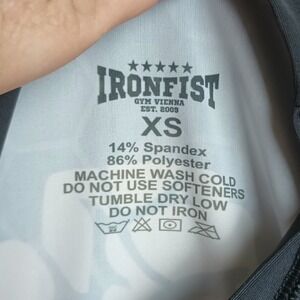 IRONFIST
GYM VIENNA
EST. 2009
XS
14% Spandex
86% Polyester
MACHINE WASH COLD
DO NOT USE SOFTENERS
TUMBLE DRY LOW
DO NOT IRON